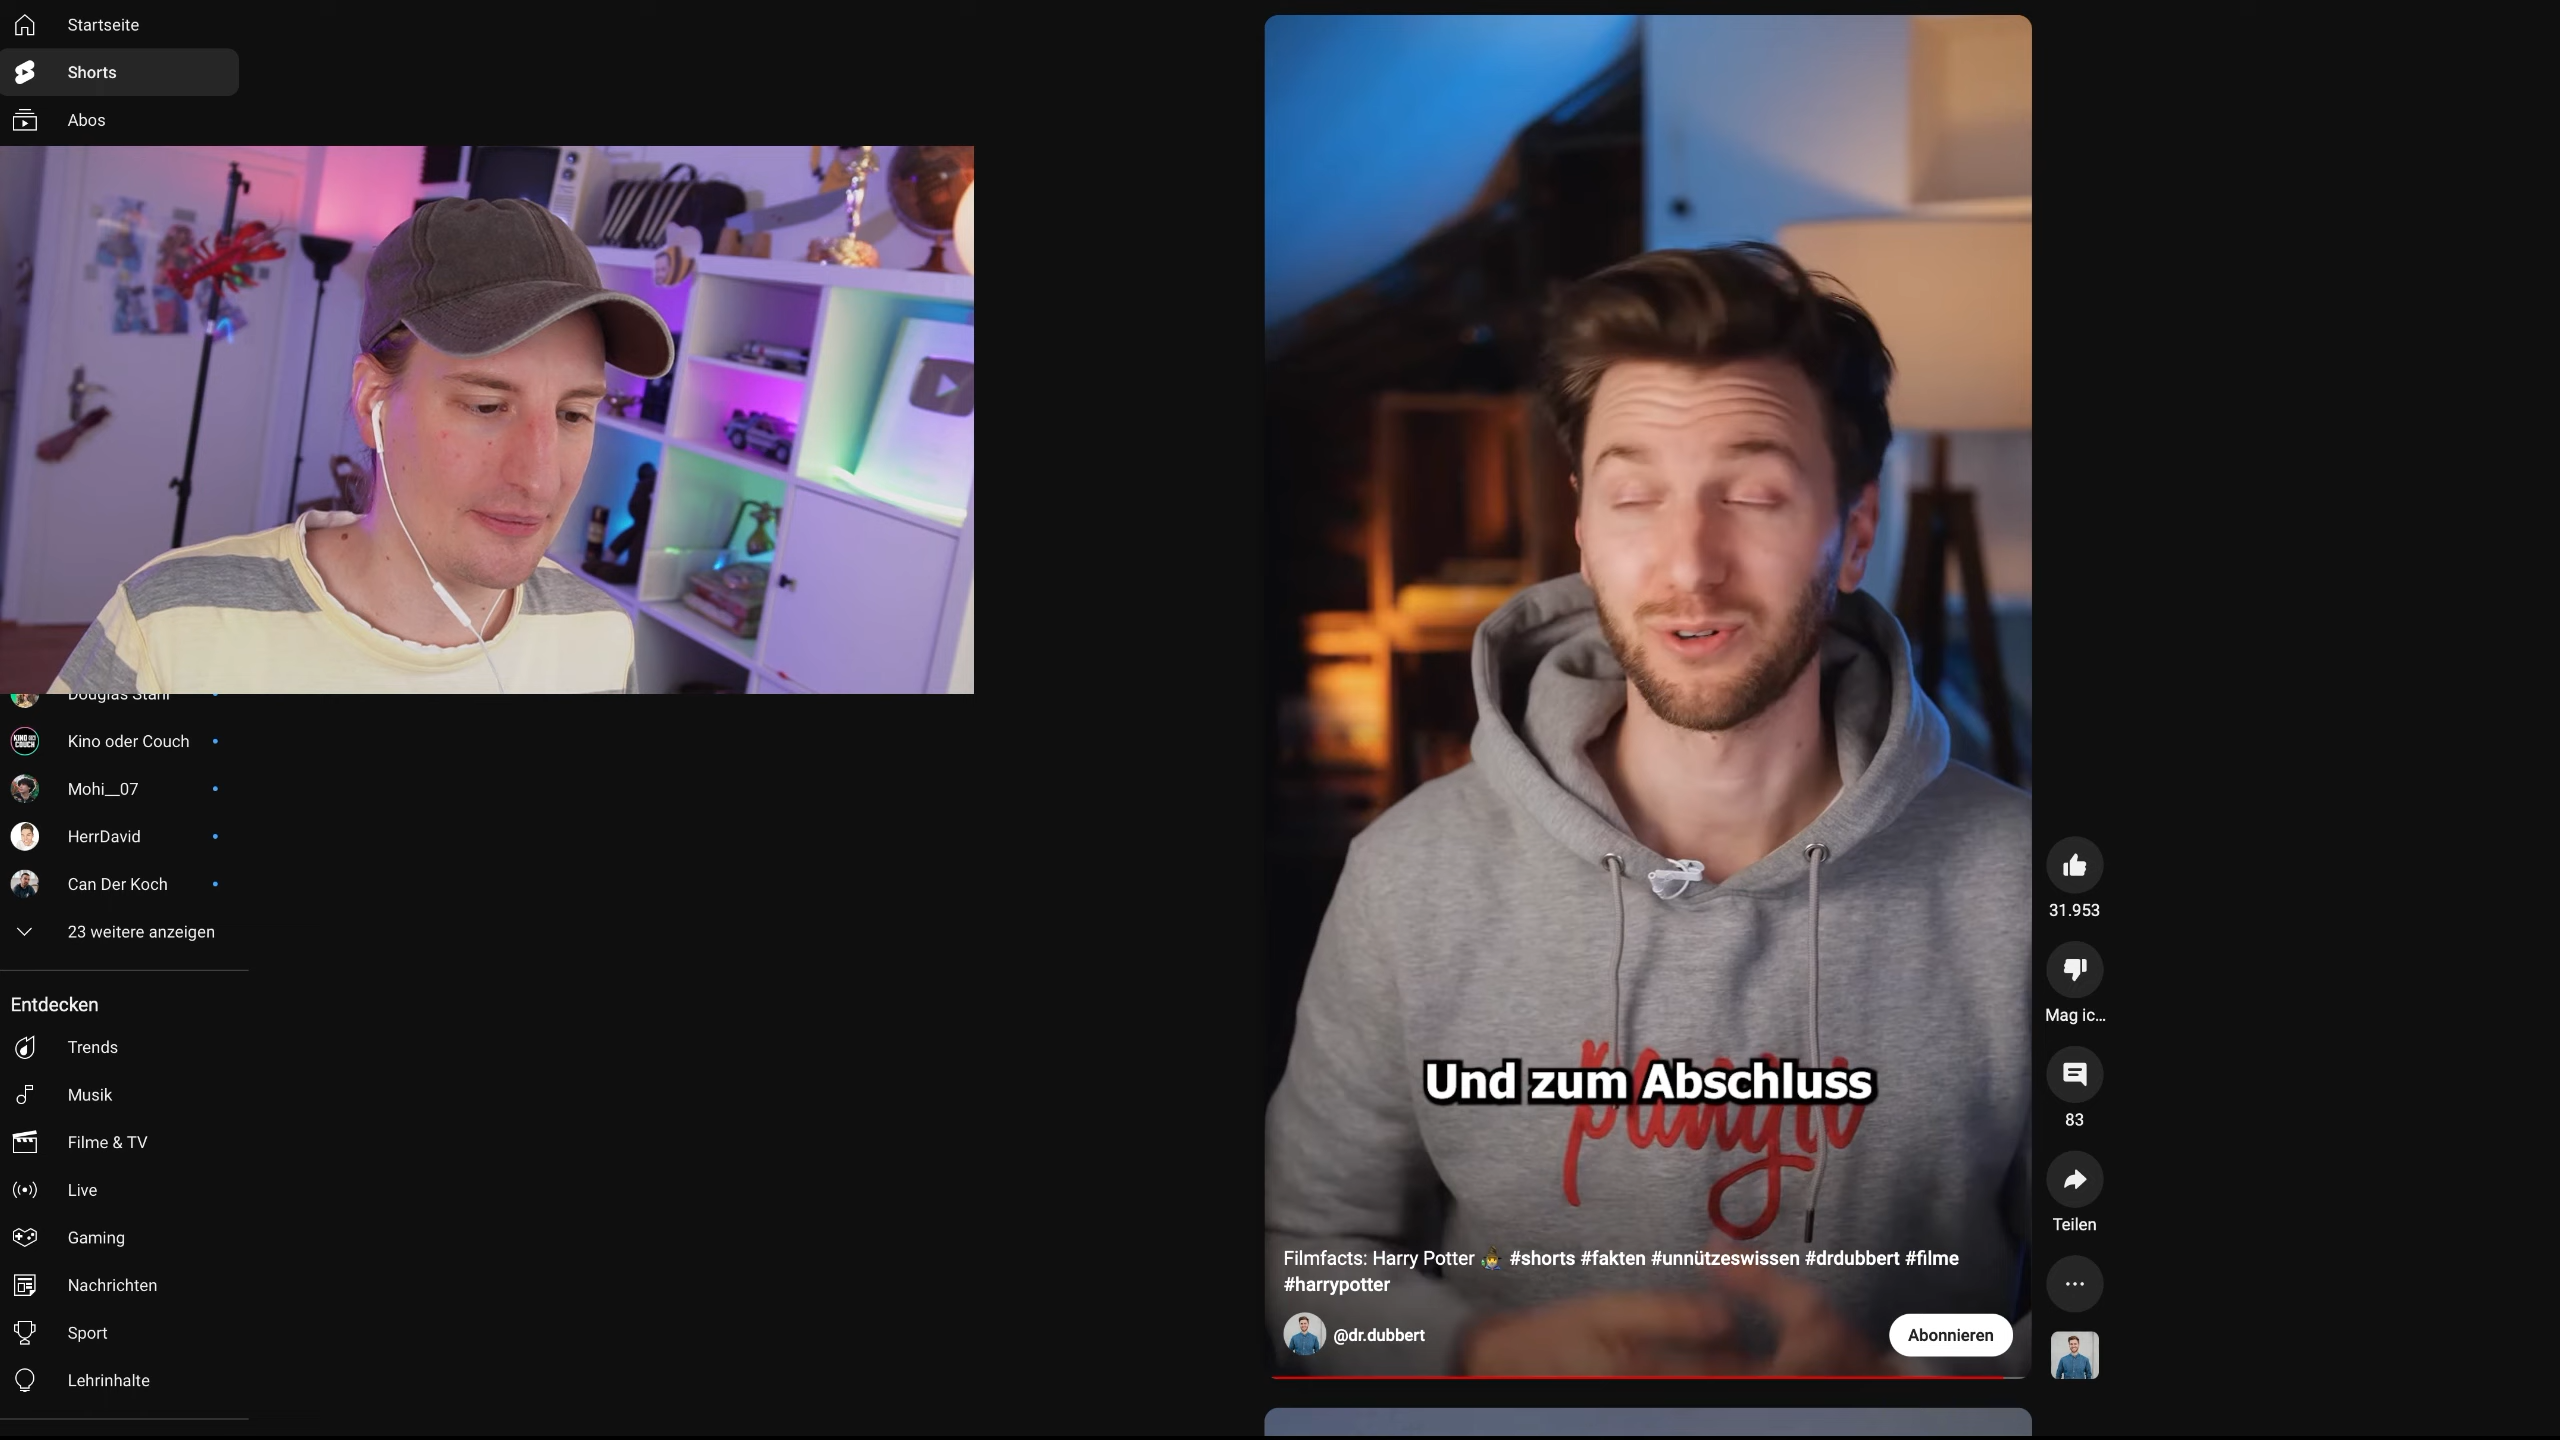 Startseite
Shorts
Abos
Douglas Stahl
Kino oder Couch
Mohi__07
HerrDavid
Can Der Koch
23 weitere anzeigen
Entdecken
Trends
Musik
Filme & TV
Live
Gaming
Nachrichten
Sport
Lehrinhalte
Und zum Abschluss
Filmfacts: Harry Potter 🧙 #shorts #fakten #unnützeswissen #drdubbert #filme
#harrypotter
@dr.dubbert
Abonnieren
31.953
Mag ic...
83
Teilen